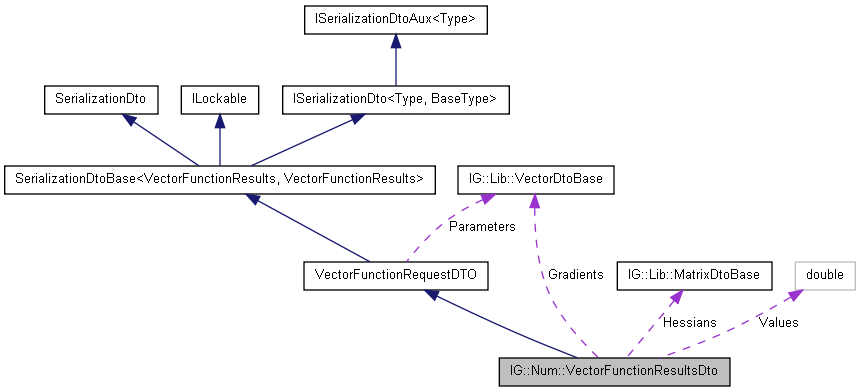 ISerializationDtoAux<Type>
SerializationDto
ILockable
ISerializationDto<Type, BaseType>
SerializationDtoBase<VectorFunctionResults, VectorFunctionResults>
IG::Lib::VectorDtoBase
Parameters
VectorFunctionRequestDTO
Gradients
IG::Lib::MatrixDtoBase
double
Hessians
Values
IG::Num::VectorFunctionResultsDto